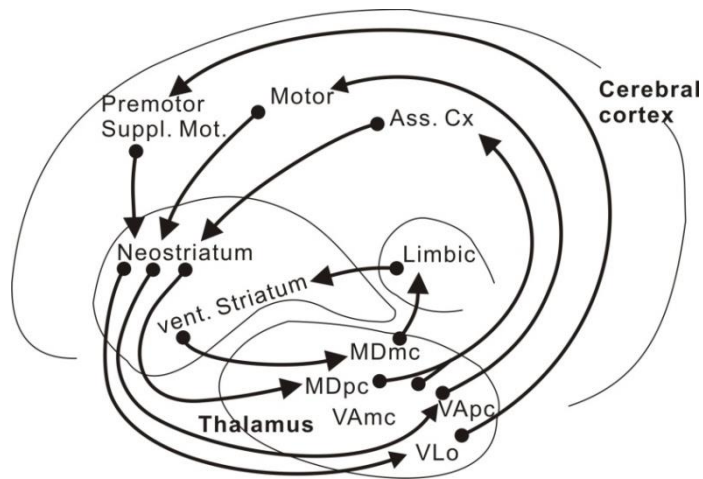 Cerebral
cortex
Premotor
Suppl. Mot.
Motor
Ass. Cx
Neostriatum
Limbic
vent. Striatum
MDmc
MDpc
VAmc
VApc
Thalamus
VLo